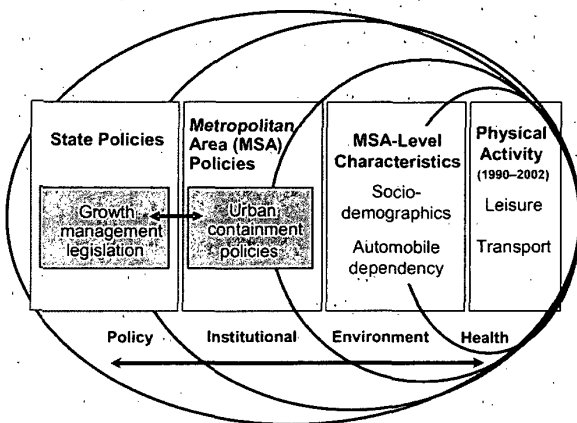 State Policies
Growth
management
legislation
Metropolitan
Area (MSA)
Policies
Urban
containment
policies
MSA-Level
Characteristics
Socio-
demographics
Automobile
dependency
Physical
Activity
(1990–2002)
Leisure
Transport
Policy Institutional Environment Health